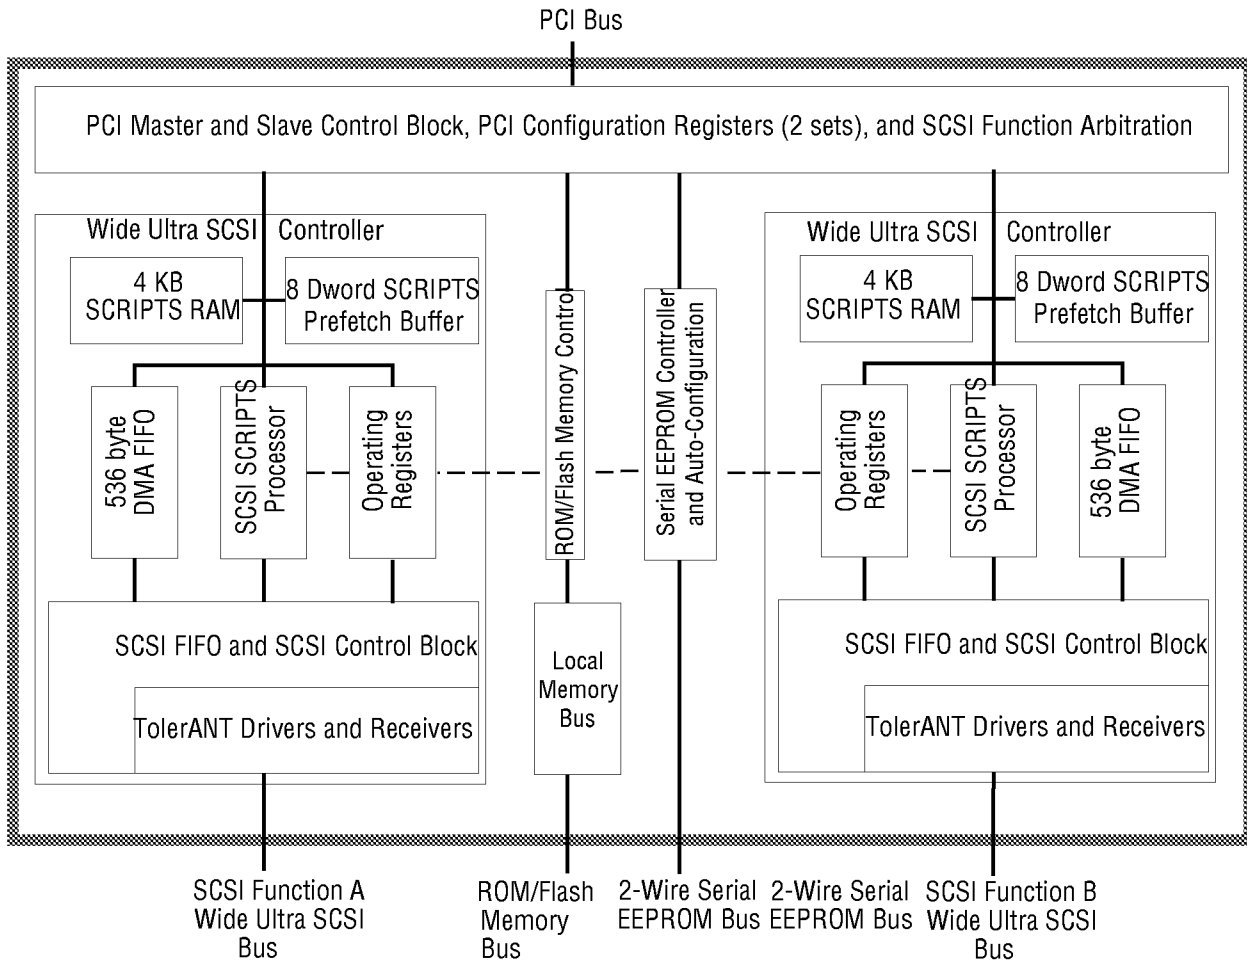 PCI Bus
PCI Master and Slave Control Block, PCI Configuration Registers (2 sets), and SCSI Function Arbitration
Wide Ultra SCSI Controller
4 KB
SCRIPTS RAM
8 Dword SCRIPTS
Prefetch Buffer
536 byte
DMA FIFO
SCSI SCRIPTS
Processor
Operating
Registers
SCSI FIFO and SCSI Control Block
TolerANT Drivers and Receivers
ROM/Flash Memory Control
Local
Memory
Bus
Serial EEPROM Controller
and Auto-Configuration
Wide Ultra SCSI Controller
4 KB
SCRIPTS RAM
8 Dword SCRIPTS
Prefetch Buffer
Operating
Registers
SCSI SCRIPTS
Processor
536 byte
DMA FIFO
SCSI FIFO and SCSI Control Block
TolerANT Drivers and Receivers
SCSI Function A
Wide Ultra SCSI
Bus
ROM/Flash
Memory
Bus
2-Wire Serial
EEPROM Bus
2-Wire Serial
EEPROM Bus
SCSI Function B
Wide Ultra SCSI
Bus